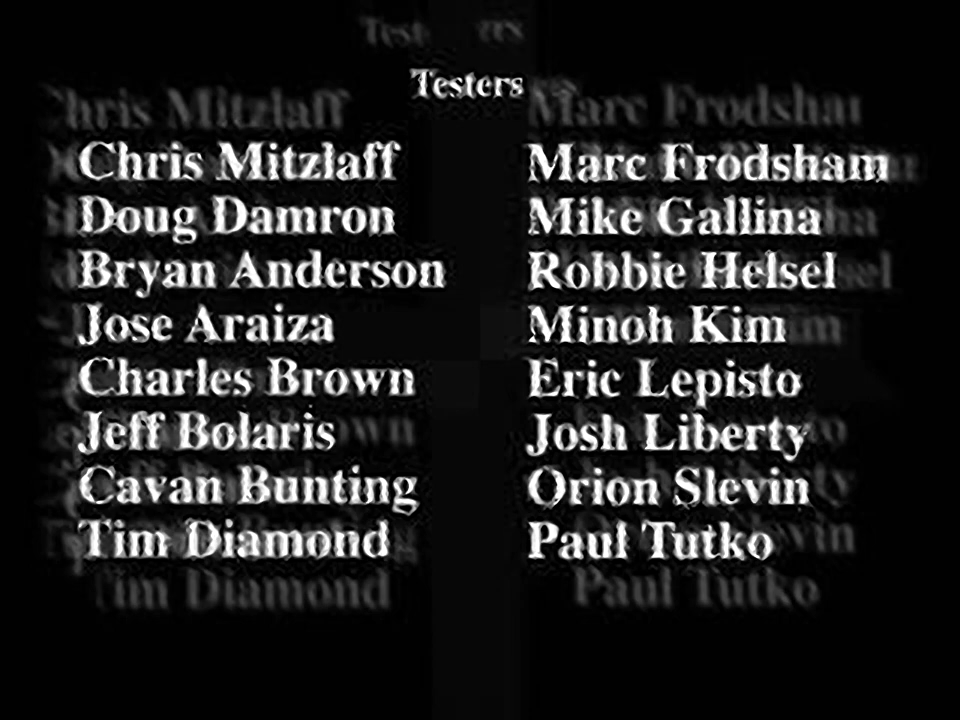 Testers
Chris Mitzlaff Marc Frodsham
Doug Damron Mike Gallina
Bryan Anderson Robbie Helsel
Jose Araiza Minoh Kim
Charles Brown Eric Lepisto
Jeff Bolaris Josh Liberty
Cavan Bunting Orion Slevin
Tim Diamond Paul Tutko